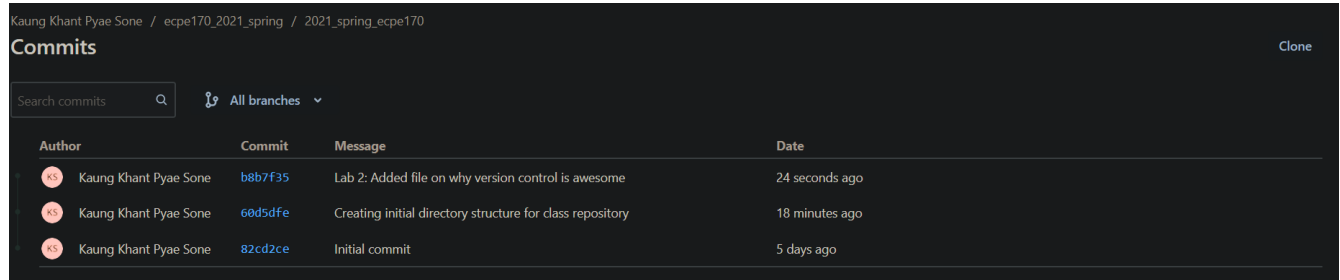 Kaung Khant Pyae Sone / ecpe170_2021_spring / 2021_spring_ecpe170
Commits
Clone
Search commits
All branches
Author Commit Message Date
KS Kaung Khant Pyae Sone b8b7f35 Lab 2: Added file on why version control is awesome 24 seconds ago
KS Kaung Khant Pyae Sone 60d5dfe Creating initial directory structure for class repository 18 minutes ago
KS Kaung Khant Pyae Sone 82cd2ce Initial commit 5 days ago